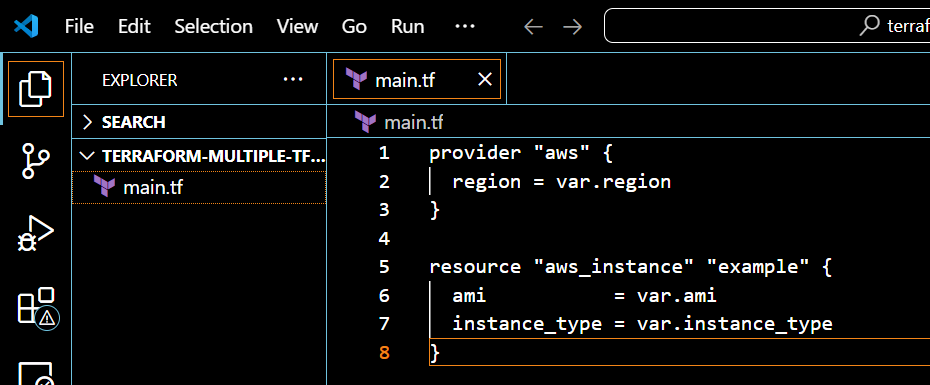 File Edit Selection View Go Run ···
terraf
EXPLORER ···
SEARCH
TERRAFORM-MULTIPLE-TF...
main.tf
main.tf ×
main.tf
1 provider "aws" {
2 region = var.region
3 }
4
5 resource "aws_instance" "example" {
6 ami = var.ami
7 instance_type = var.instance_type
8 }